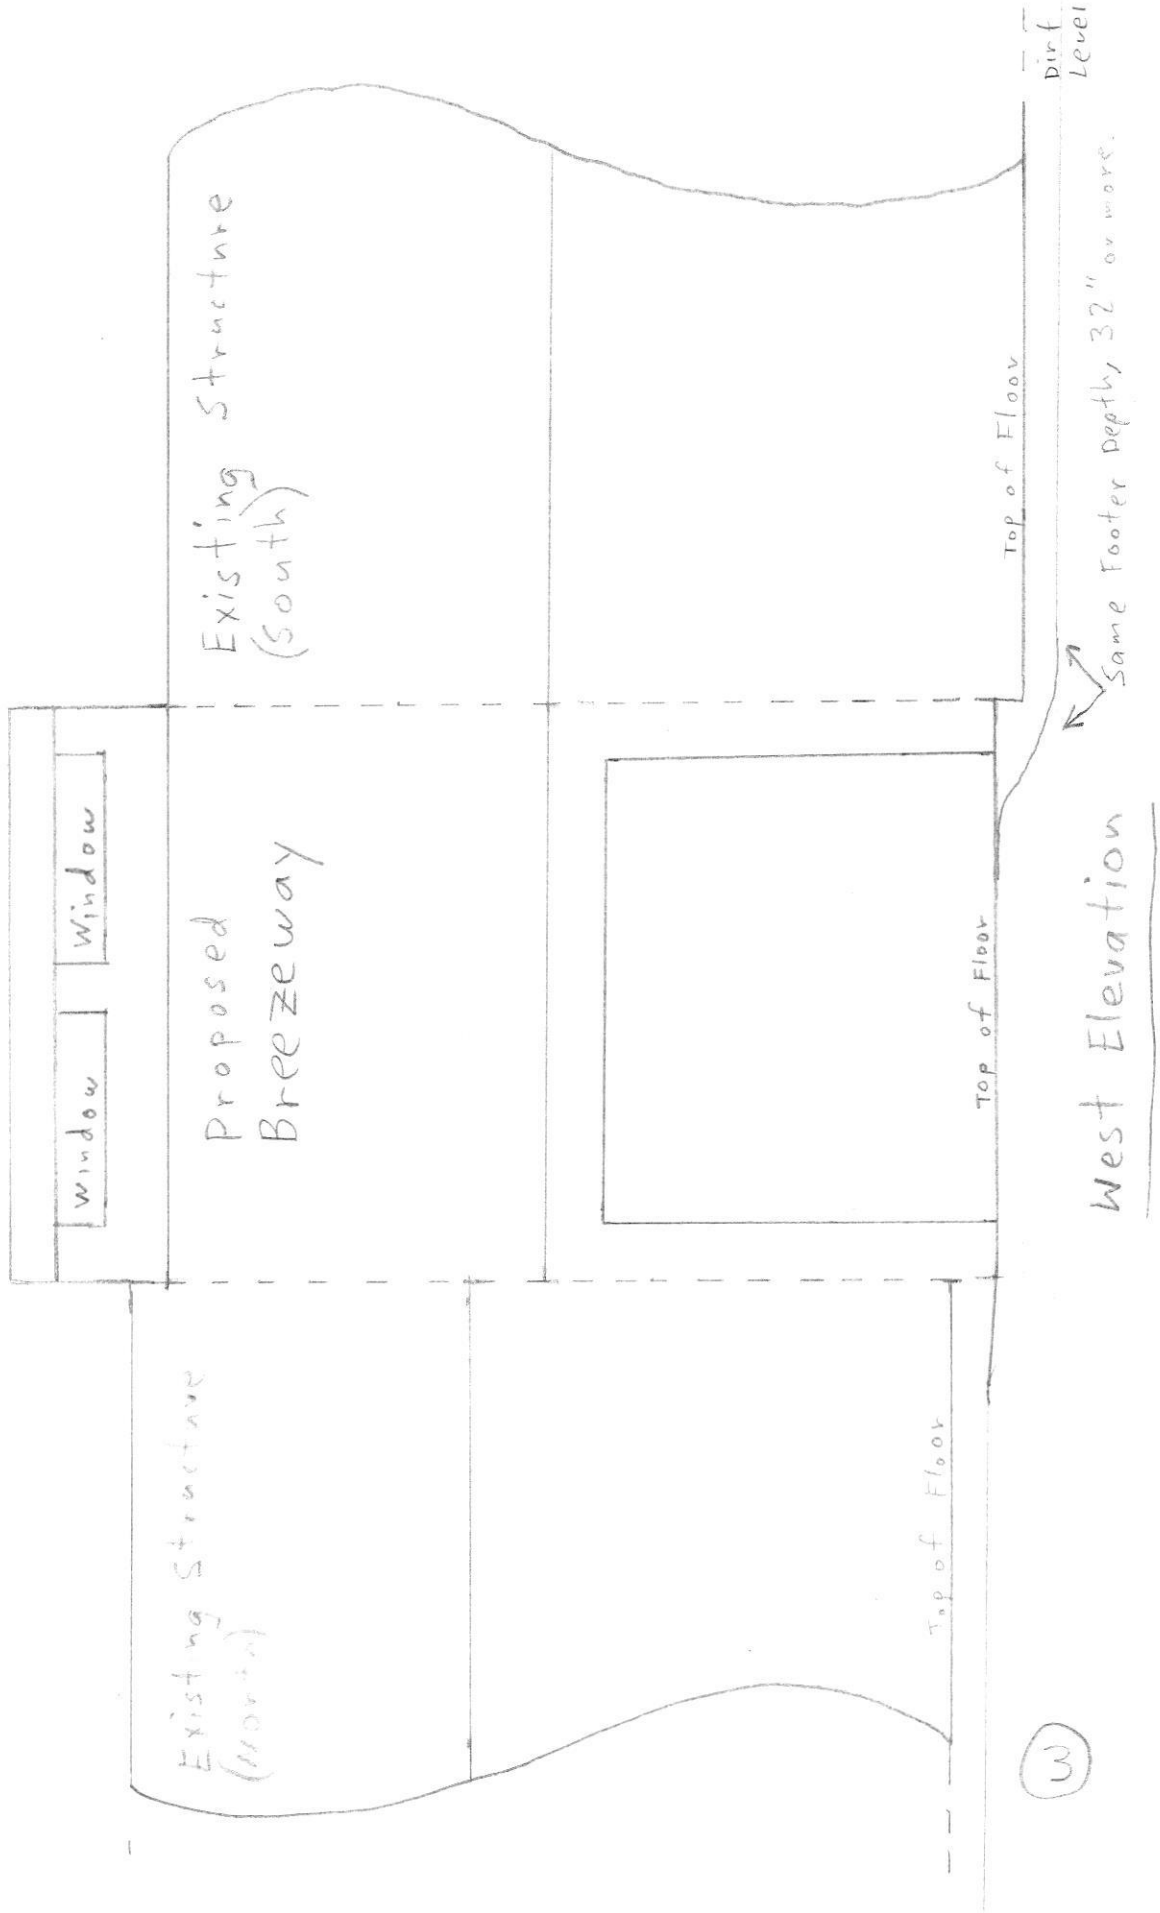 Window
Window
Existing Structure
(North)
Proposed
Breezeway
Existing Structure
(South)
Top of Floor
Top of Floor
Top of Floor
Dirt
Level
Same Footer Depth, 32" or more.
West Elevation
3